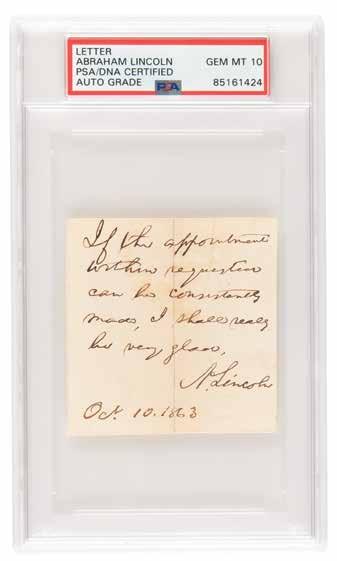 LETTER
ABRAHAM LINCOLN GEM MT 10
PSA/DNA CERTIFIED
AUTO GRADE PSA 85161424
If the appointment
within requested
can be consistently
made, I shall really
be very glad,
A. Lincoln
Oct. 10. 1863